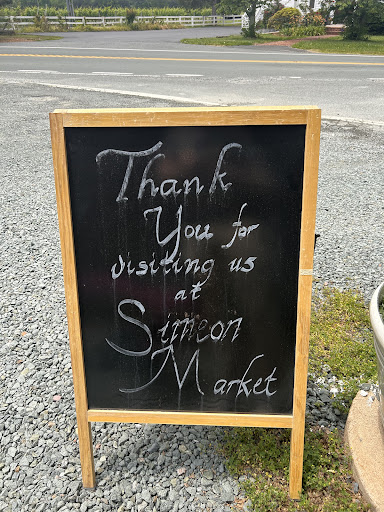 Thank
You for
visiting us
at
Simeon
Market